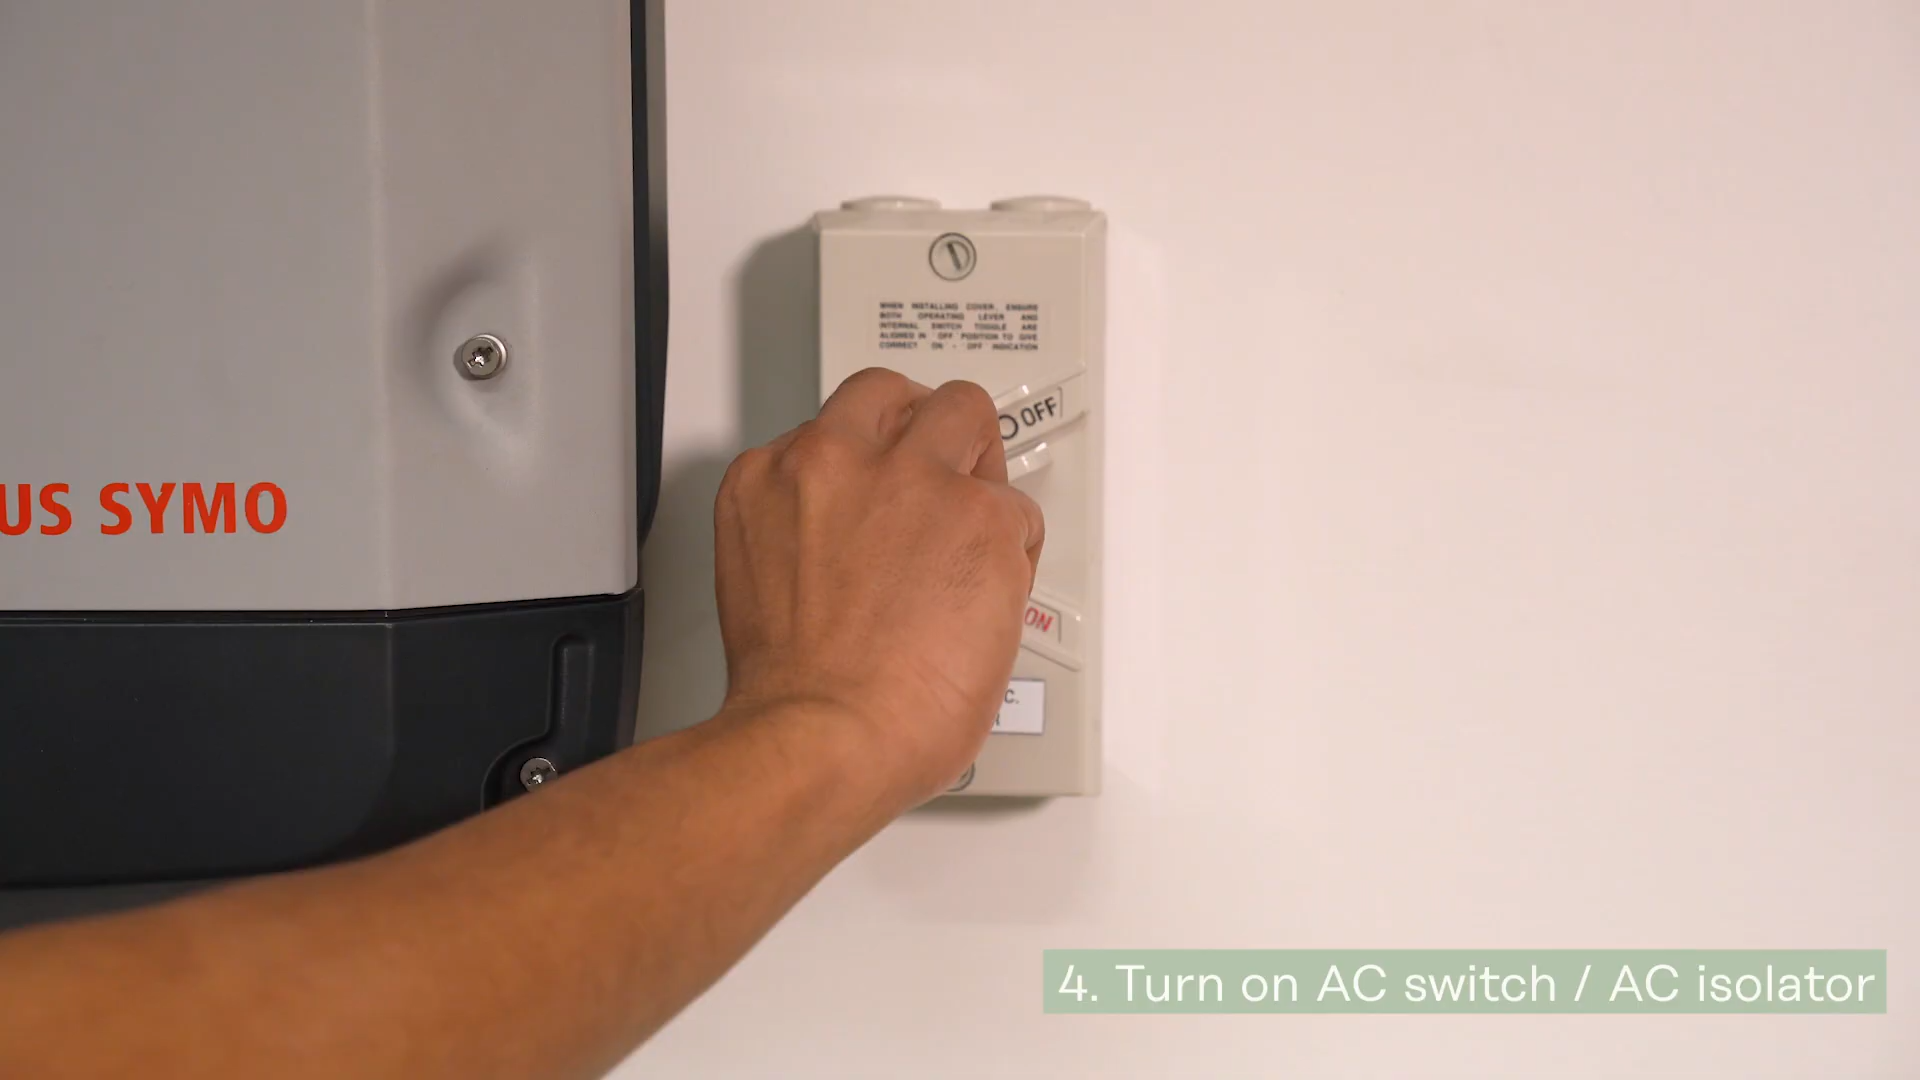 WHEN INSTALLING COVER, ENSURE
BOTH OPERATING LEVER AND
INTERNAL SWITCH TOGGLE ARE
ALIGNED IN "OFF" POSITION TO GIVE
CORRECT "ON" - "OFF" INDICATION
OFF
US SYMO
ON
C.
R
4. Turn on AC switch / AC isolator